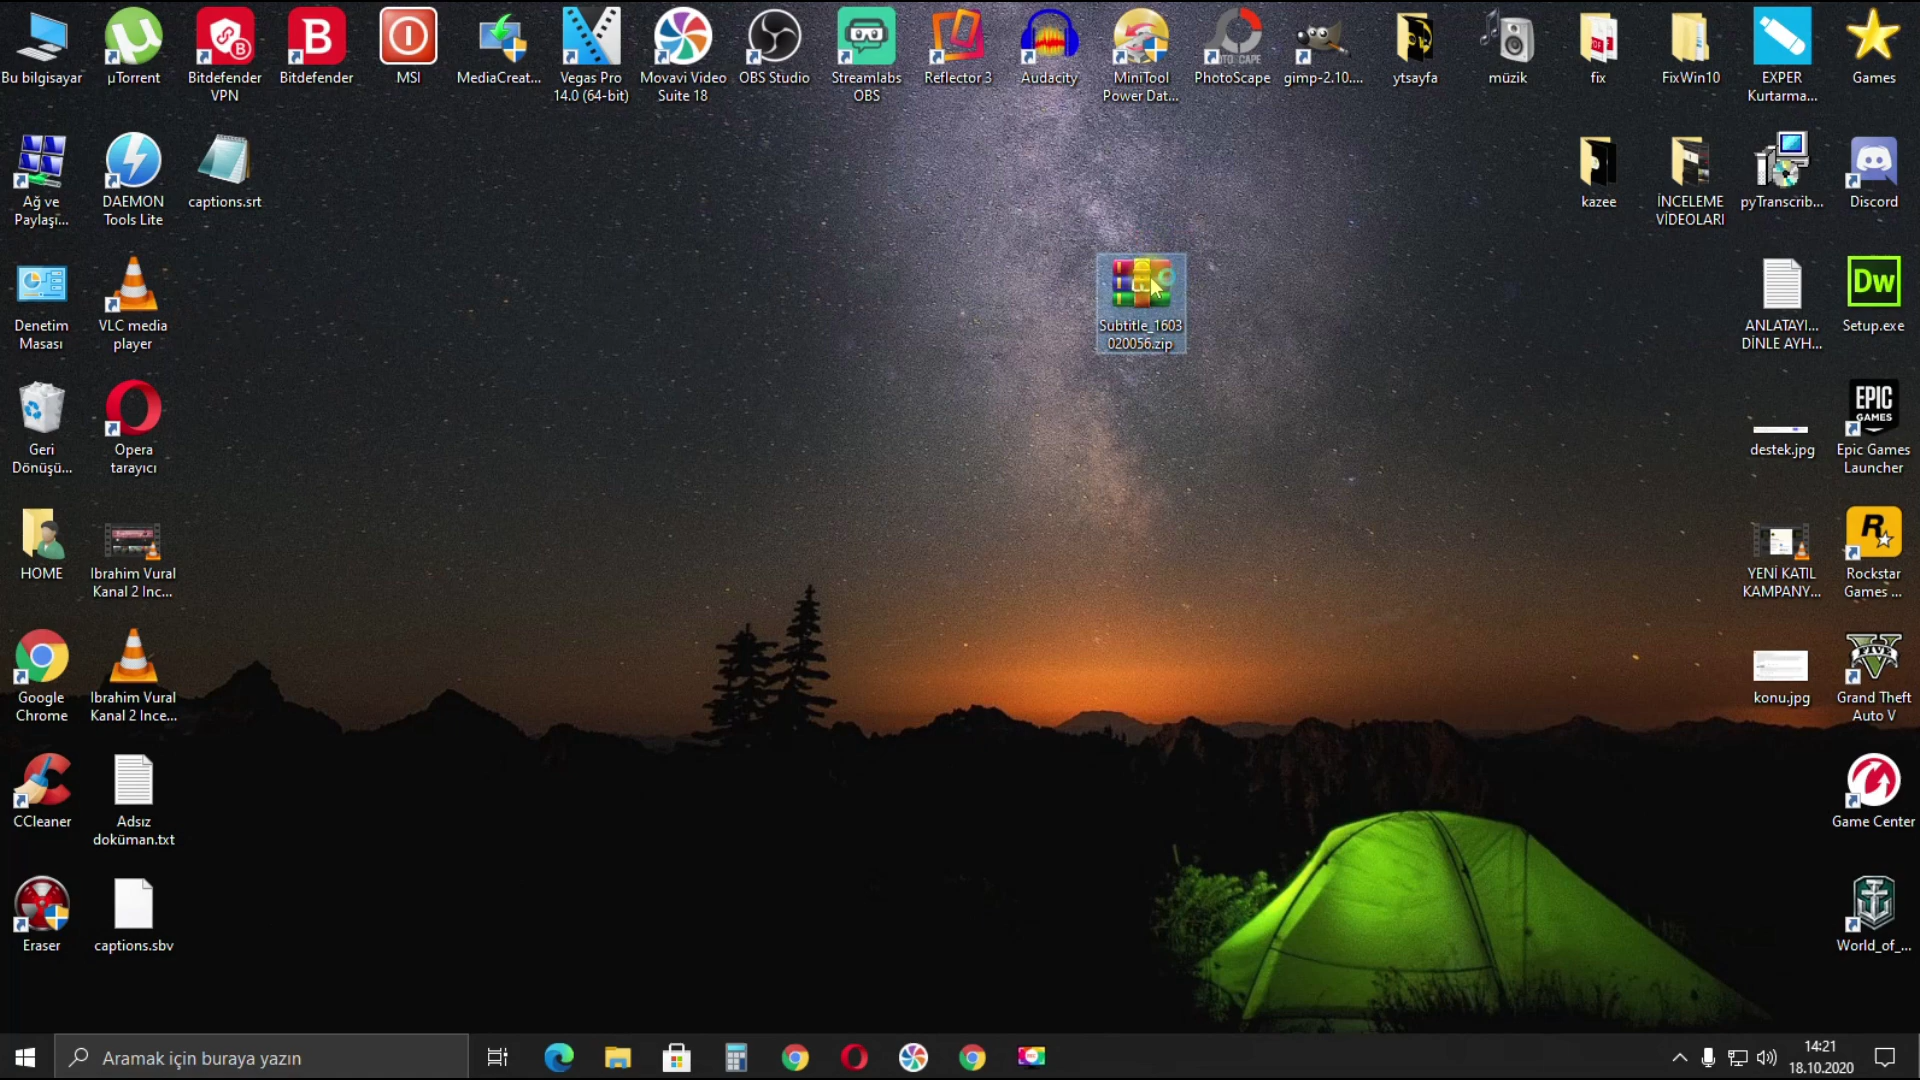 Bu bilgisayar
µTorrent
Bitdefender
VPN
Bitdefender
MSI
MediaCreat...
Vegas Pro
14.0 (64-bit)
Movavi Video
Suite 18
OBS Studio
Streamlabs
OBS
Reflector 3
Audacity
MiniTool
Power Dat...
PhotoScape
gimp-2.10....
ytsayfa
müzik
fix
FixWin10
EXPER
Kurtarma...
Games
Ağ ve
Paylaşı...
DAEMON
Tools Lite
captions.srt
kazee
İNCELEME
VİDEOLARI
pyTranscrib...
Discord
Denetim
Masası
VLC media
player
Subtitle_1603
020056.zip
ANLATAYI...
DİNLE AYH...
Dw
Setup.exe
Geri
Dönüşü...
Opera
tarayıcı
destek.jpg
EPIC
GAMES
Epic Games
Launcher
HOME
Ibrahim Vural
Kanal 2 Inc...
YENİ KATIL
KAMPANY...
Rockstar
Games ...
Google
Chrome
Ibrahim Vural
Kanal 2 Ince...
konu.jpg
Grand Theft
Auto V
CCleaner
Adsız
doküman.txt
Game Center
Eraser
captions.sbv
World_of_...
Aramak için buraya yazın
14:21
18.10.2020